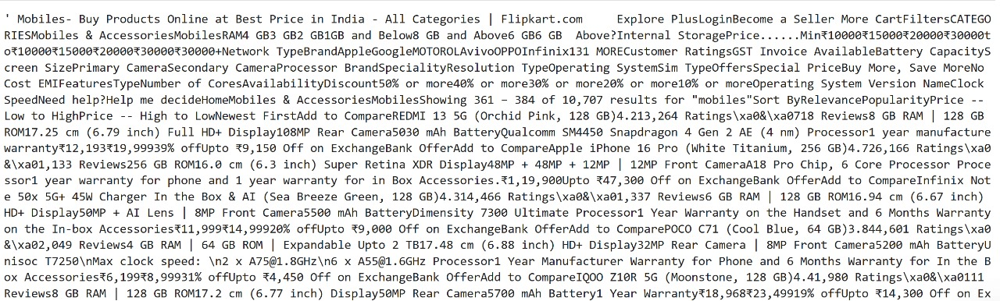 ' Mobiles- Buy Products Online at Best Price in India - All Categories | Flipkart.com     Explore PlusLoginBecome a Seller More CartFiltersCATEGO
RIESMobiles & AccessoriesMobilesRAM4 GB3 GB2 GB1GB and Below8 GB and Above6 GB6 GB  Above?Internal StoragePrice......Min₹10000₹15000₹20000₹30000t
o₹10000₹15000₹20000₹30000₹30000+Network TypeBrandAppleGoogleMOTOROLAvivoOPPOInfinix131 MORECustomer RatingsGST Invoice AvailableBattery CapacityS
creen SizePrimary CameraSecondary CameraProcessor BrandSpecialityResolution TypeOperating SystemSim TypeOffersSpecial PriceBuy More, Save MoreNo
Cost EMIFeaturesTypeNumber of CoresAvailabilityDiscount50% or more40% or more30% or more20% or more10% or moreOperating System Version NameClock
SpeedNeed help?Help me decideHomeMobiles & AccessoriesMobilesShowing 361 – 384 of 10,707 results for "mobiles"Sort ByRelevancePopularityPrice --
Low to HighPrice -- High to LowNewest FirstAdd to CompareREDMI 13 5G (Orchid Pink, 128 GB)4.213,264 Ratings\xa0&\xa0718 Reviews8 GB RAM | 128 GB
ROM17.25 cm (6.79 inch) Full HD+ Display108MP Rear Camera5030 mAh BatteryQualcomm SM4450 Snapdragon 4 Gen 2 AE (4 nm) Processor1 year manufacture
warranty₹12,193₹19,99939% offUpto ₹9,150 Off on ExchangeBank OfferAdd to CompareApple iPhone 16 Pro (White Titanium, 256 GB)4.726,166 Ratings\xa0
&\xa01,133 Reviews256 GB ROM16.0 cm (6.3 inch) Super Retina XDR Display48MP + 48MP + 12MP | 12MP Front CameraA18 Pro Chip, 6 Core Processor Proce
ssor1 year warranty for phone and 1 year warranty for in Box Accessories.₹1,19,900Upto ₹47,300 Off on ExchangeBank OfferAdd to CompareInfinix Not
e 50x 5G+ 45W Charger In the Box & AI (Sea Breeze Green, 128 GB)4.314,466 Ratings\xa0&\xa01,337 Reviews6 GB RAM | 128 GB ROM16.94 cm (6.67 inch)
HD+ Display50MP + AI Lens | 8MP Front Camera5500 mAh BatteryDimensity 7300 Ultimate Processor1 Year Warranty on the Handset and 6 Months Warranty
on the In-box Accessories₹11,999₹14,99920% offUpto ₹9,000 Off on ExchangeBank OfferAdd to ComparePOCO C71 (Cool Blue, 64 GB)3.844,601 Ratings\xa0
&\xa02,049 Reviews4 GB RAM | 64 GB ROM | Expandable Upto 2 TB17.48 cm (6.88 inch) HD+ Display32MP Rear Camera | 8MP Front Camera5200 mAh BatteryU
nisoc T7250\nMax clock speed: \n2 x A75@1.8GHz\n6 x A55@1.6GHz Processor1 Year Manufacturer Warranty for Phone and 6 Months Warranty for In the B
ox Accessories₹6,199₹8,99931% offUpto ₹4,450 Off on ExchangeBank OfferAdd to CompareIQOO Z10R 5G (Moonstone, 128 GB)4.41,980 Ratings\xa0&\xa0111
Reviews8 GB RAM | 128 GB ROM17.2 cm (6.77 inch) Display50MP Rear Camera5700 mAh Battery1 Year Warranty₹18,968₹23,49919% offUpto ₹14,300 Off on Ex